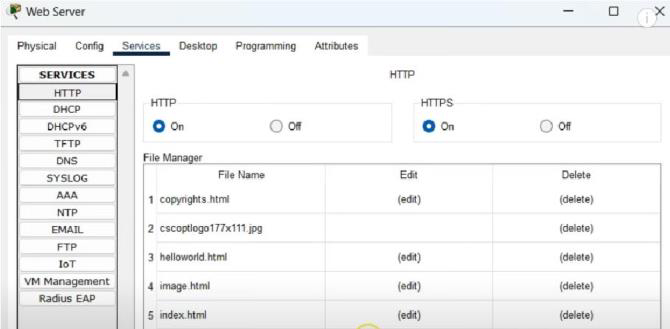 Web Server
Physical Config Services Desktop Programming Attributes
SERVICES
HTTP
DHCP
DHCPv6
TFTP
DNS
SYSLOG
AAA
NTP
EMAIL
FTP
IoT
VM Management
Radius EAP
HTTP
HTTP
On Off
HTTPS
On Off
File Manager
File Name Edit Delete
1 copyrights.html (edit) (delete)
2 cscoptlogo177x111.jpg (delete)
3 helloworld.html (edit) (delete)
4 image.html (edit) (delete)
5 index.html (edit) (delete)